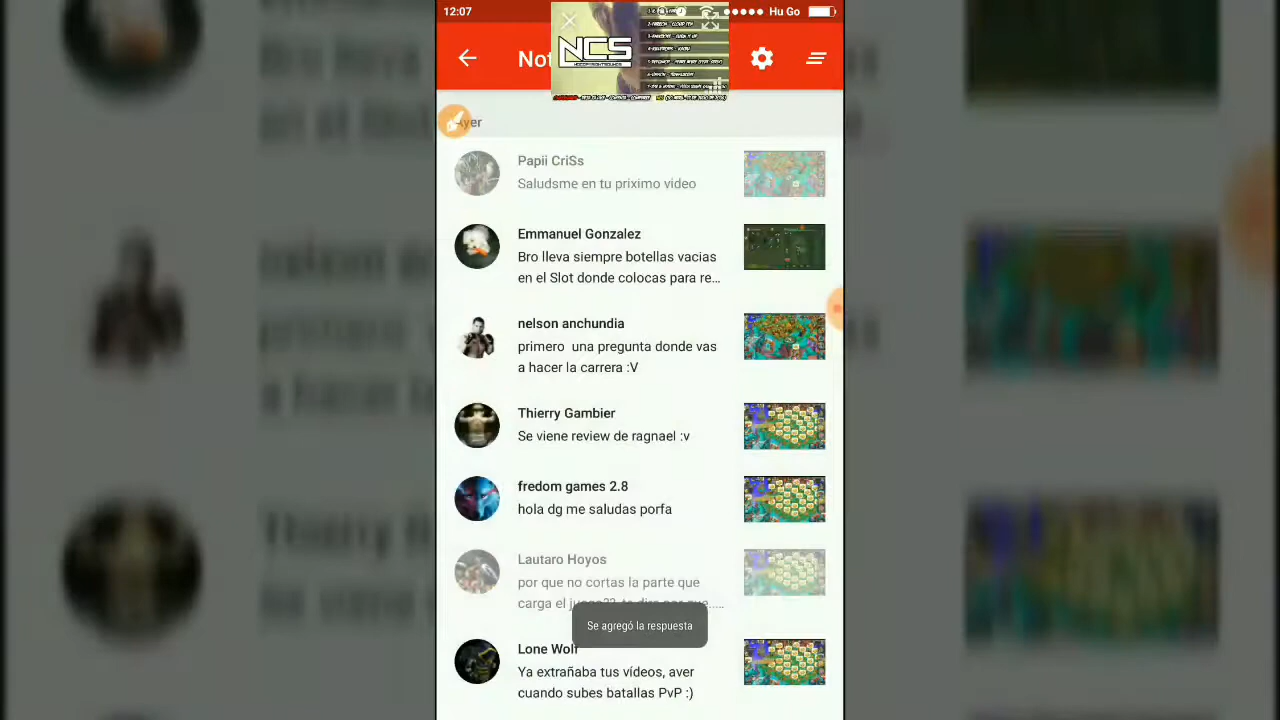 12:07
Hu Go
Not
NCS
Ayer
Papii CriSs
Saludsme en tu priximo video
Emmanuel Gonzalez
Bro lleva siempre botellas vacias
en el Slot donde colocas para re…
nelson anchundia
primero una pregunta donde vas
a hacer la carrera :V
Thierry Gambier
Se viene review de ragnael :v
fredom games 2.8
hola dg me saludas porfa
Lautaro Hoyos
por que no cortas la parte que
carga el
Se agregó la respuesta
Lone Wolf
Ya extrañaba tus vídeos, aver
cuando subes batallas PvP :)